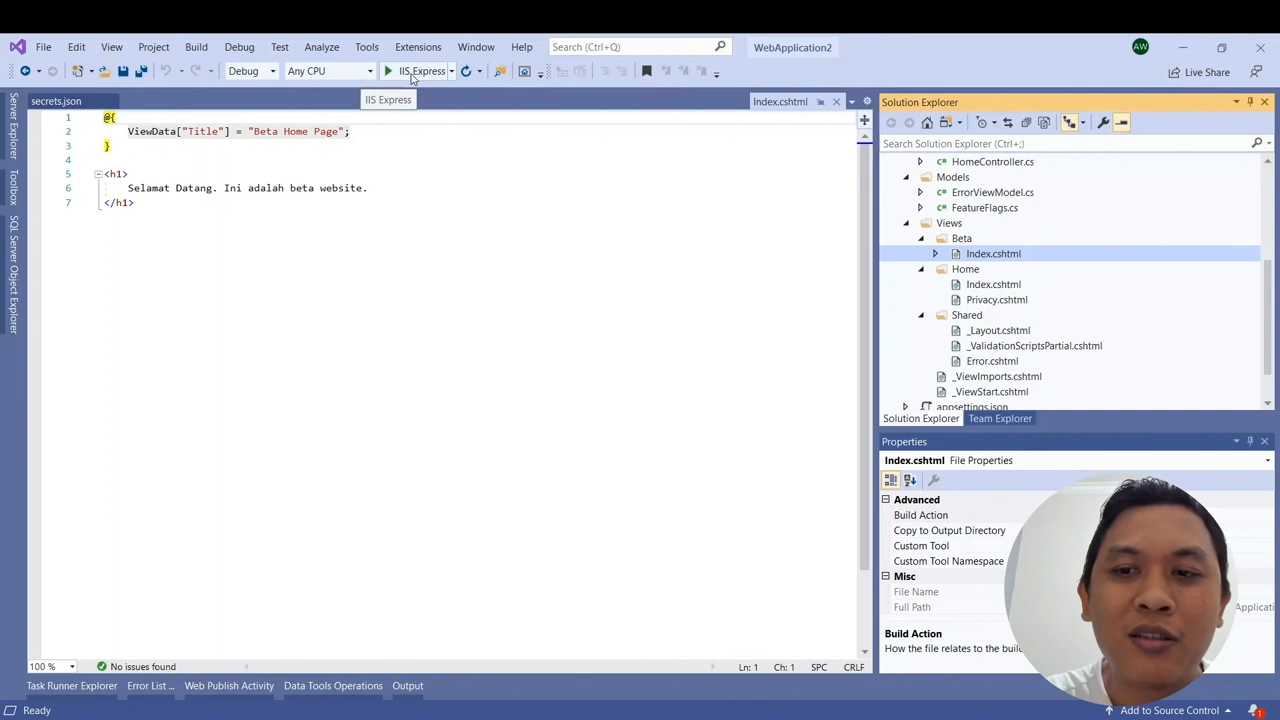 File Edit View Project Build Debug Test Analyze Tools Extensions Window Help Search (Ctrl+Q) WebApplication2 AW
Debug Any CPU IIS Express Live Share
IIS Express
secrets.json Index.cshtml
1 @{
2 ViewData["Title"] = "Beta Home Page";
3 }
4
5 <h1>
6 Selamat Datang. Ini adalah beta website.
7 </h1>
Server Explorer
Toolbox
SQL Server Object Explorer
Solution Explorer
Search Solution Explorer (Ctrl+;)
C# HomeController.cs
Models
C# ErrorViewModel.cs
C# FeatureFlags.cs
Views
Beta
Index.cshtml
Home
Index.cshtml
Privacy.cshtml
Shared
_Layout.cshtml
_ValidationScriptsPartial.cshtml
Error.cshtml
_ViewImports.cshtml
_ViewStart.cshtml
appsettings.json
Solution Explorer Team Explorer
Properties
Index.cshtml File Properties
Advanced
Build Action
Copy to Output Directory
Custom Tool
Custom Tool Namespace
Misc
File Name
Full Path
Build Action
How the file relates to the
100 % No issues found Ln: 1 Ch: 1 SPC CRLF
Task Runner Explorer Error List ... Web Publish Activity Data Tools Operations Output
Ready Add to Source Control 1